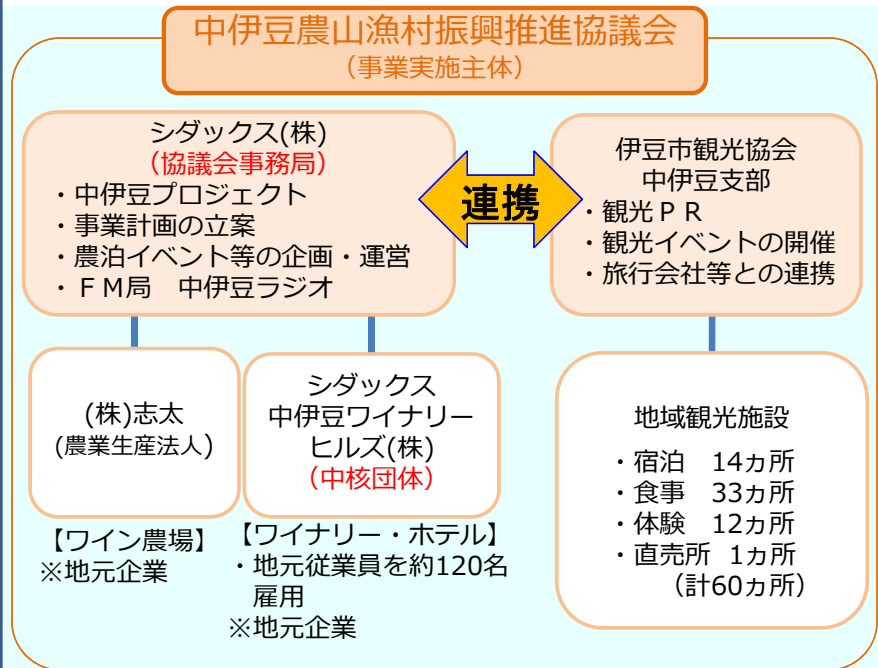 中伊豆農山漁村振興推進協議会
（事業実施主体）
シダックス(株)
（協議会事務局）
・中伊豆プロジェクト
・事業計画の立案
・農泊イベント等の企画・運営
・ＦＭ局　中伊豆ラジオ
連携
伊豆市観光協会
中伊豆支部
・観光ＰＲ
・観光イベントの開催
・旅行会社等との連携
(株)志太
(農業生産法人)
【ワイン農場】
※地元企業
シダックス
中伊豆ワイナリー
ヒルズ(株)
（中核団体）
【ワイナリー・ホテル】
・地元従業員を約120名
雇用
※地元企業
地域観光施設
・宿泊　14ヵ所
・食事　33ヵ所
・体験　12ヵ所
・直売所 1ヵ所
（計60ヵ所）